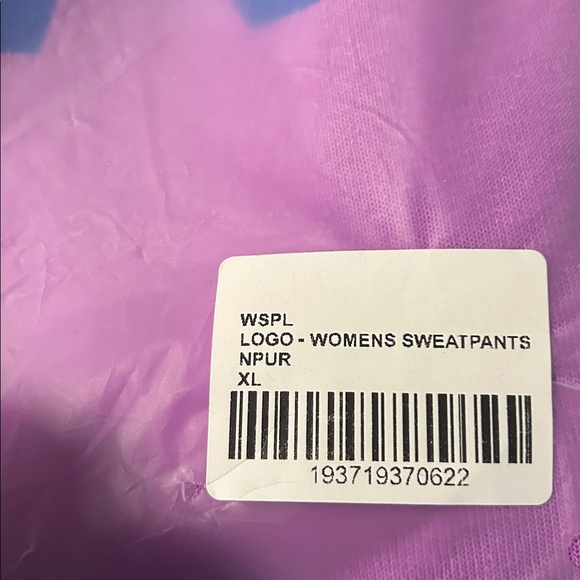 WSPL
LOGO - WOMENS SWEATPANTS
NPUR
XL
193719370622